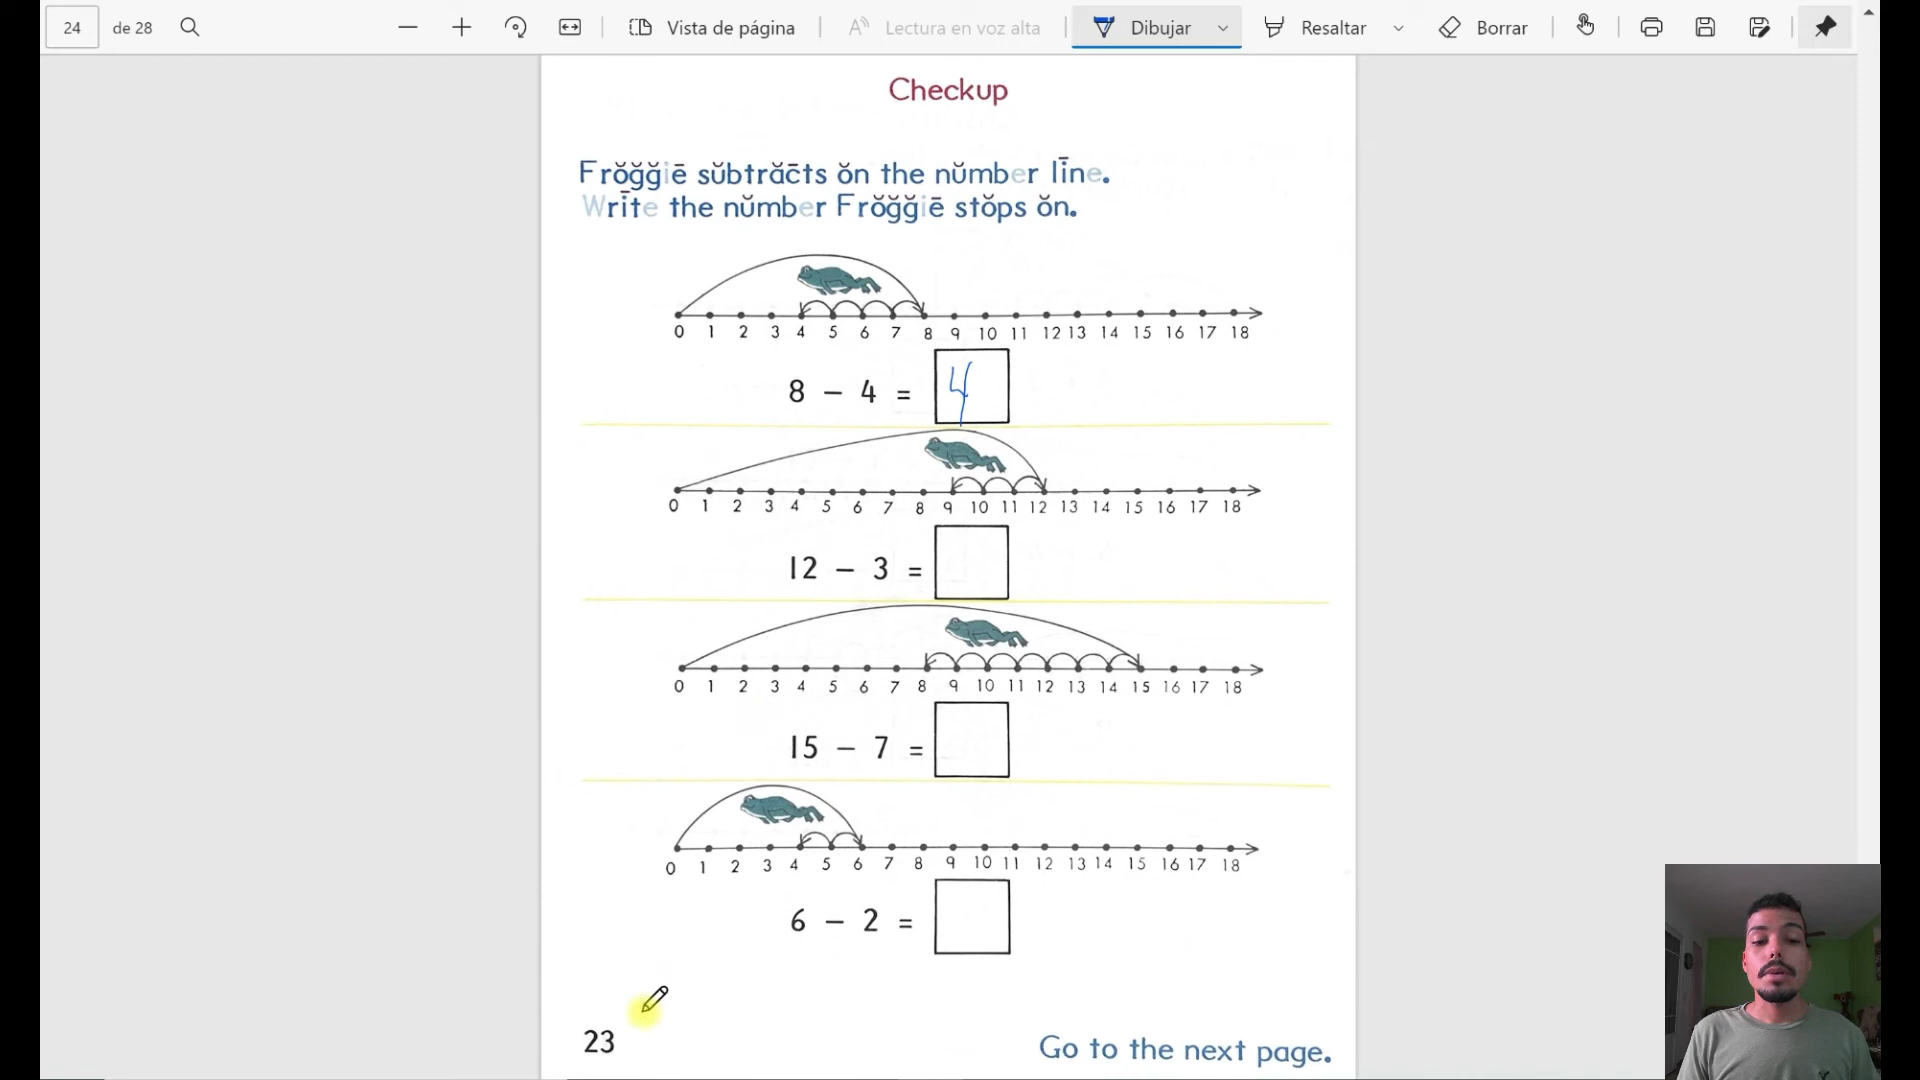 24 de 28 Vista de página Lectura en voz alta Dibujar Resaltar Borrar
Checkup
Frŏğğiē sŭbtrăc̄ts ŏn the nŭmber līne.
Wrīte the nŭmber Frŏğğiē stŏps ŏn.
0 1 2 3 4 5 6 7 8 9 10 11 12 13 14 15 16 17 18
8 − 4 = 4
0 1 2 3 4 5 6 7 8 9 10 11 12 13 14 15 16 17 18
12 − 3 =
0 1 2 3 4 5 6 7 8 9 10 11 12 13 14 15 16 17 18
15 − 7 =
0 1 2 3 4 5 6 7 8 9 10 11 12 13 14 15 16 17 18
6 − 2 =
23
Go to the next page.